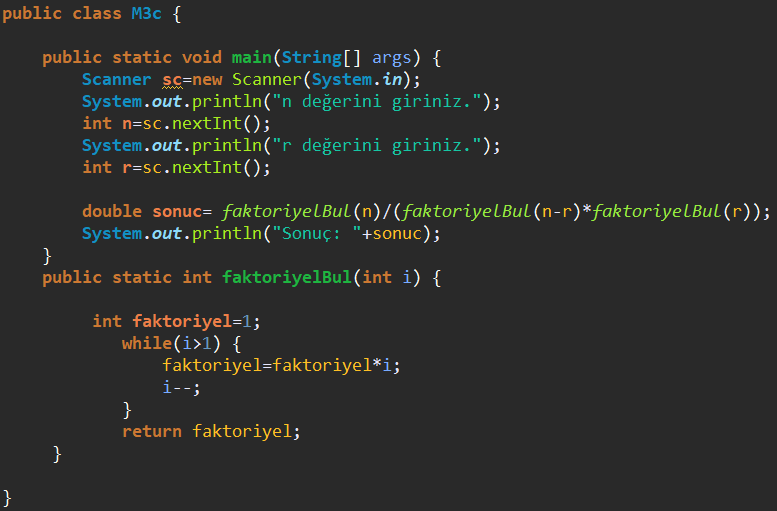 public class M3c {
public static void main(String[] args) {
Scanner sc=new Scanner(System.in);
System.out.println("n değerini giriniz.");
int n=sc.nextInt();
System.out.println("r değerini giriniz.");
int r=sc.nextInt();
double sonuc= faktoriyelBul(n)/(faktoriyelBul(n-r)*faktoriyelBul(r));
System.out.println("Sonuç: "+sonuc);
}
public static int faktoriyelBul(int i) {
int faktoriyel=1;
while(i>1) {
faktoriyel=faktoriyel*i;
i--;
}
return faktoriyel;
}
}